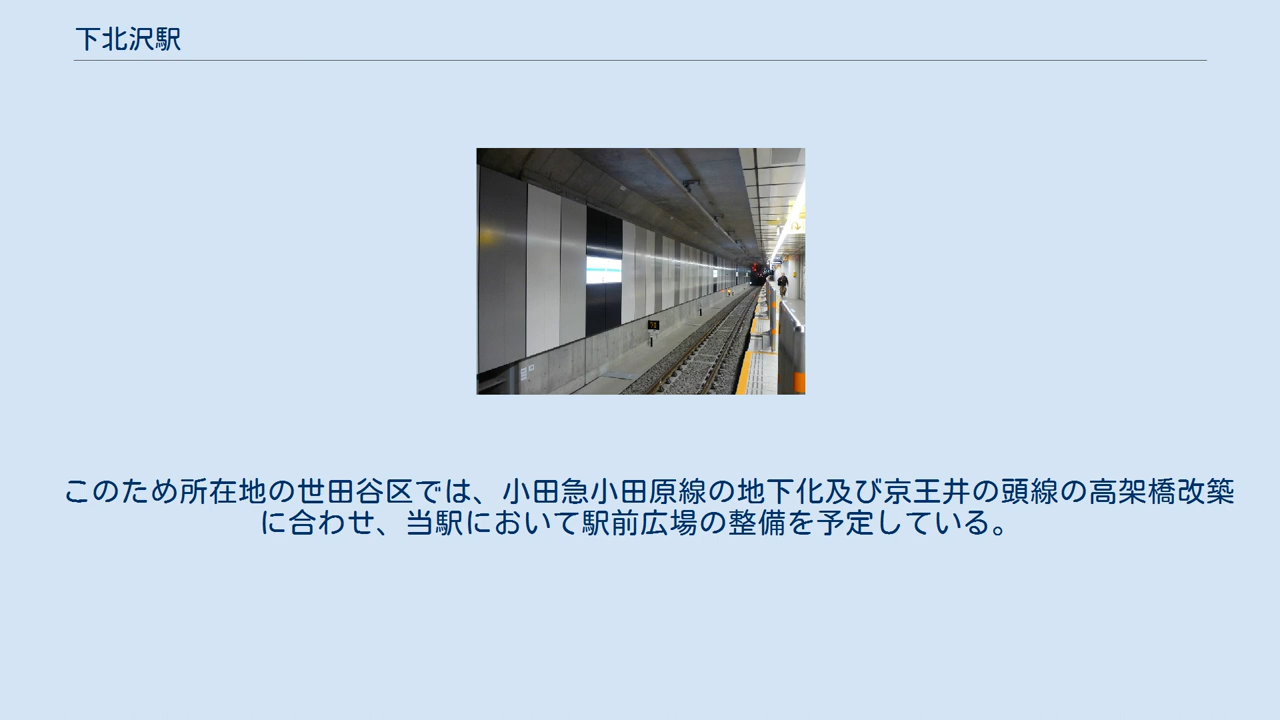 下北沢駅
このため所在地の世田谷区では、小田急小田原線の地下化及び京王井の頭線の高架橋改築
に合わせ、当駅において駅前広場の整備を予定している。